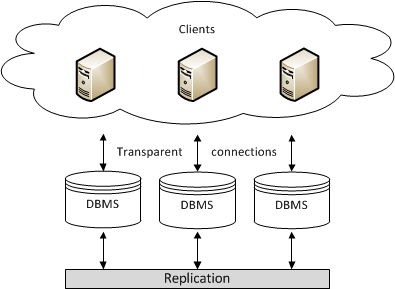 Clients
Transparent connections
DBMS DBMS DBMS
Replication